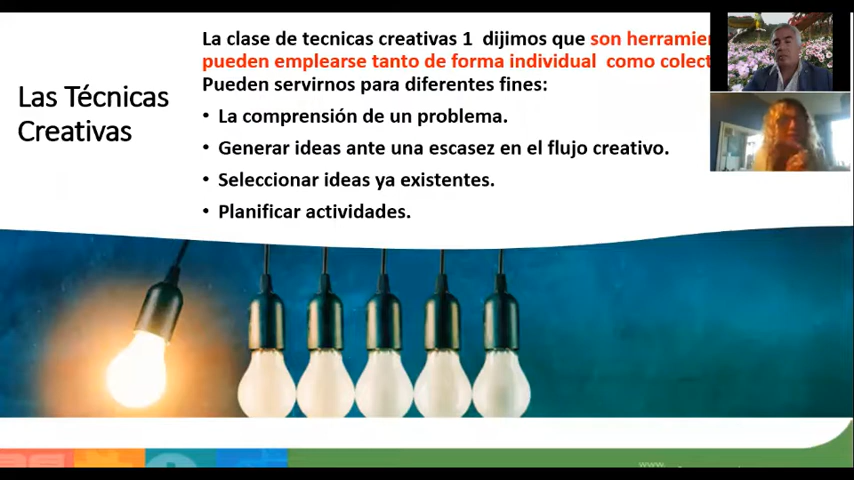 La clase de tecnicas creativas 1 dijimos que son
pueden emplearse tanto de forma individual como
Pueden servirnos para diferentes fines:
Las Técnicas
Creativas
• La comprensión de un problema.
• Generar ideas ante una escasez en el flujo creativo.
• Seleccionar ideas ya existentes.
• Planificar actividades.
www.